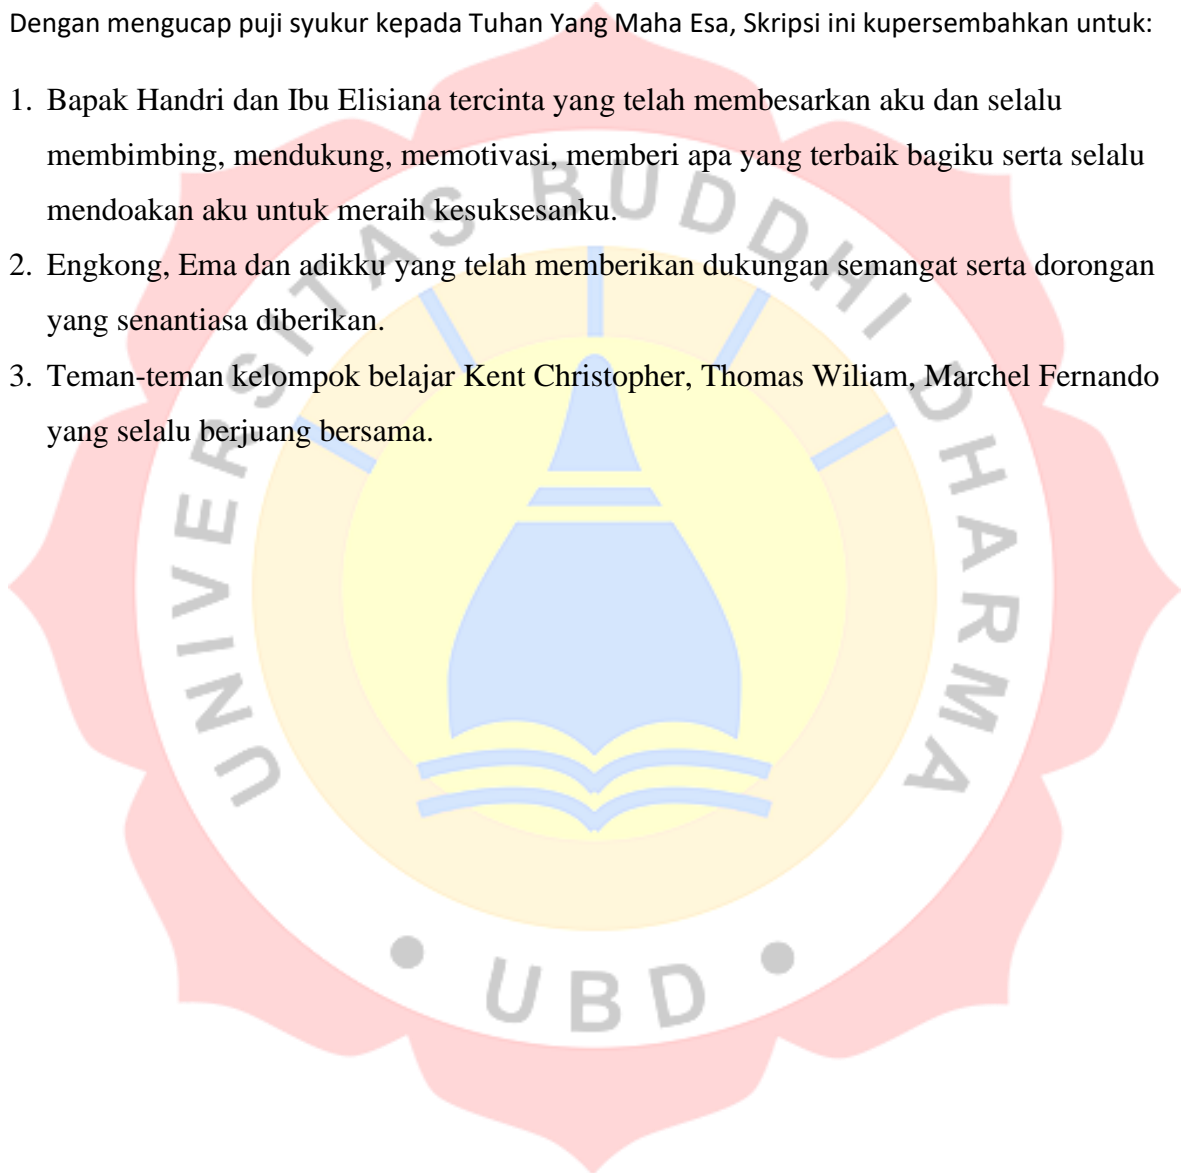 Dengan mengucap puji syukur kepada Tuhan Yang Maha Esa, Skripsi ini kupersembahkan untuk:
1. Bapak Handri dan Ibu Elisiana tercinta yang telah membesarkan aku dan selalu
membimbing, mendukung, memotivasi, memberi apa yang terbaik bagiku serta selalu
mendoakan aku untuk meraih kesuksesanku.
2. Engkong, Ema dan adikku yang telah memberikan dukungan semangat serta dorongan
yang senantiasa diberikan.
3. Teman-teman kelompok belajar Kent Christopher, Thomas Wiliam, Marchel Fernando
yang selalu berjuang bersama.
UNIVERSITAS BUDDHI DHARMA
• UBD •